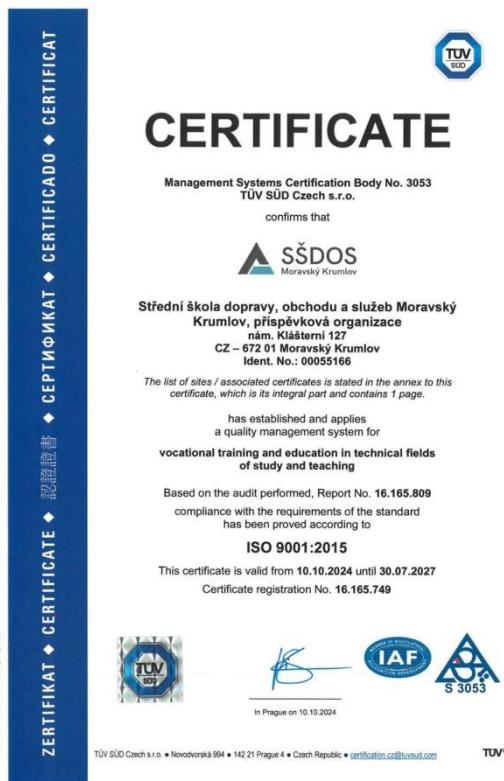 ZERTIFIKAT ◆ CERTIFICATE ◆ 認證證書 ◆ СЕРТИФИКАТ ◆ CERTIFICADO ◆ CERTIFICAT
TÜV
SÜD
CERTIFICATE
Management Systems Certification Body No. 3053
TÜV SÜD Czech s.r.o.
confirms that
SŠDOS
Moravský Krumlov
Střední škola dopravy, obchodu a služeb Moravský
Krumlov, příspěvková organizace
nám. Klášterní 127
CZ – 672 01 Moravský Krumlov
Ident. No.: 00055166
The list of sites / associated certificates is stated in the annex to this
certificate, which is its integral part and contains 1 page.
has established and applies
a quality management system for
vocational training and education in technical fields
of study and teaching
Based on the audit performed, Report No. 16.165.809
compliance with the requirements of the standard
has been proved according to
ISO 9001:2015
This certificate is valid from 10.10.2024 until 30.07.2027
Certificate registration No. 16.165.749
TÜV
SÜD
IAF
S 3053
In Prague on 10.10.2024
TÜV SÜD Czech s.r.o. ● Novodvorská 994 ● 142 21 Prague 4 ● Czech Republic ● certification.cz@tuvsud.com
TÜV